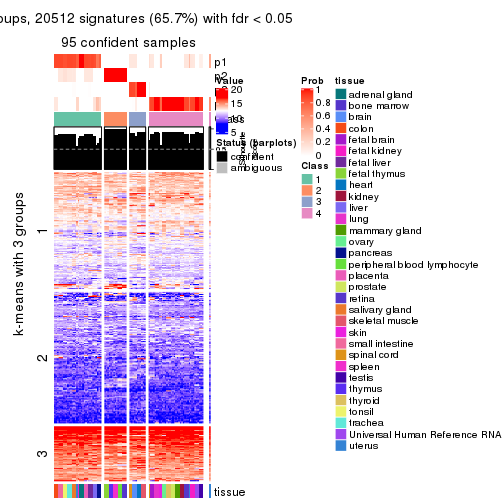 oups, 20512 signatures (65.7%) with fdr < 0.05
95 confident samples
p1
p2
Value
20
15
10
5
Status (barplots)
confident
ambiguous
Prob
1
0.8
0.6
0.4
0.2
0
Class
1
2
3
4
tissue
adrenal gland
bone marrow
brain
colon
fetal brain
fetal kidney
fetal liver
fetal thymus
heart
kidney
liver
lung
mammary gland
ovary
pancreas
peripheral blood lymphocyte
placenta
prostate
retina
salivary gland
skeletal muscle
skin
small intestine
spinal cord
spleen
testis
thymus
thyroid
tonsil
trachea
Universal Human Reference RNA
uterus
k-means with 3 groups
1
2
3
tissue